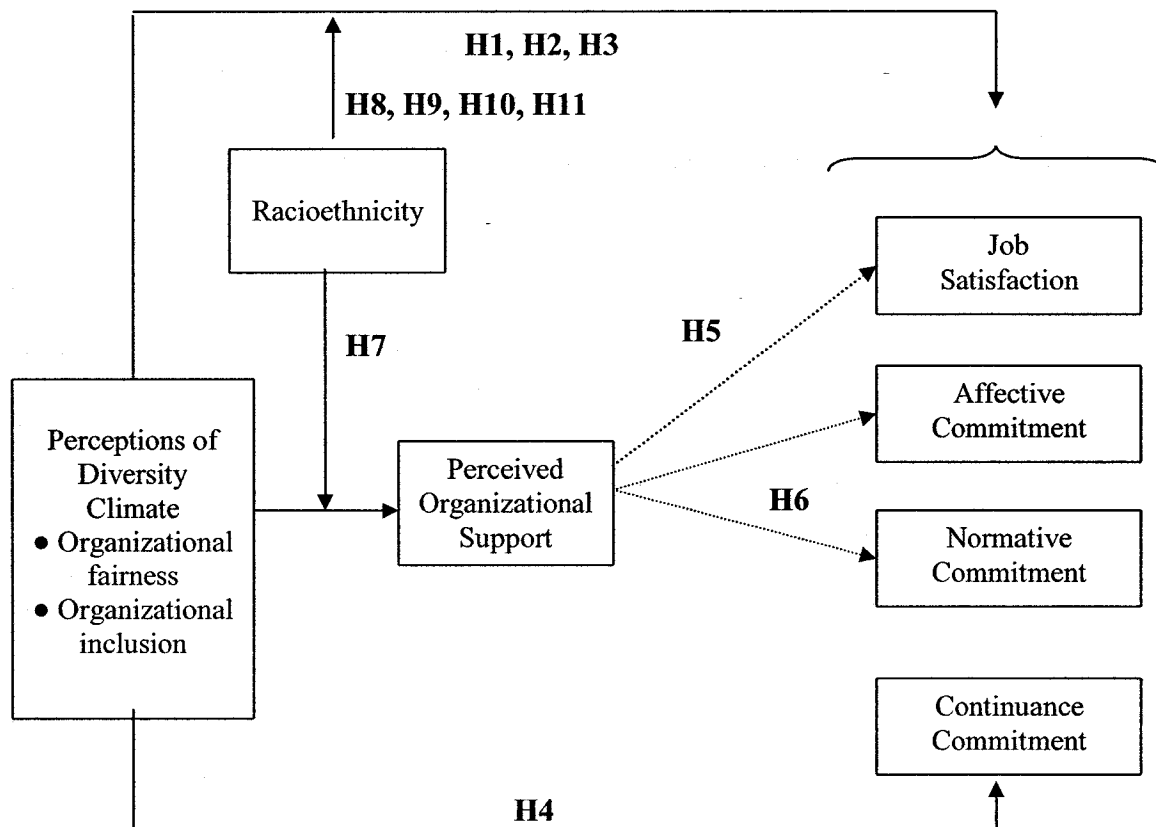 H1, H2, H3
H8, H9, H10, H11
Racioethnicity
H7
Perceptions of
Diversity
Climate
● Organizational
fairness
● Organizational
inclusion
Perceived
Organizational
Support
H5
H6
Job
Satisfaction
Affective
Commitment
Normative
Commitment
Continuance
Commitment
H4